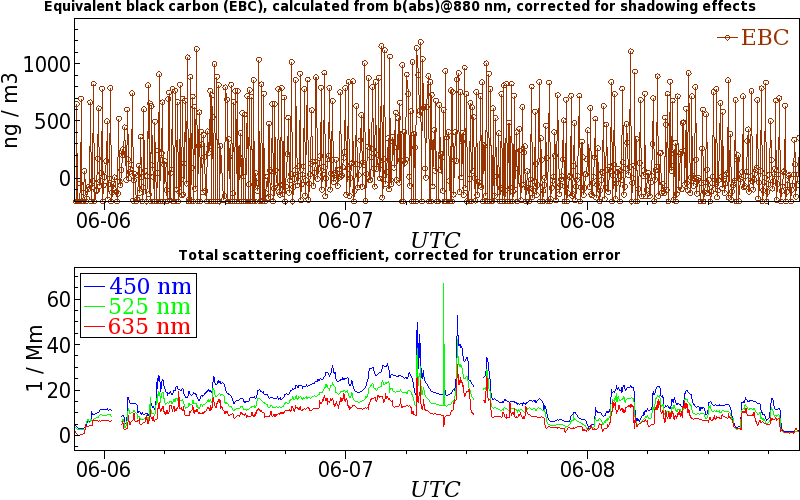 Equivalent black carbon (EBC), calculated from b(abs)@880 nm, corrected for shadowing effects
EBC
1000
500
0
ng / m3
06-06 06-07 06-08
UTC
Total scattering coefficient, corrected for truncation error
450 nm
525 nm
635 nm
60
40
20
0
1 / Mm
06-06 06-07 06-08
UTC